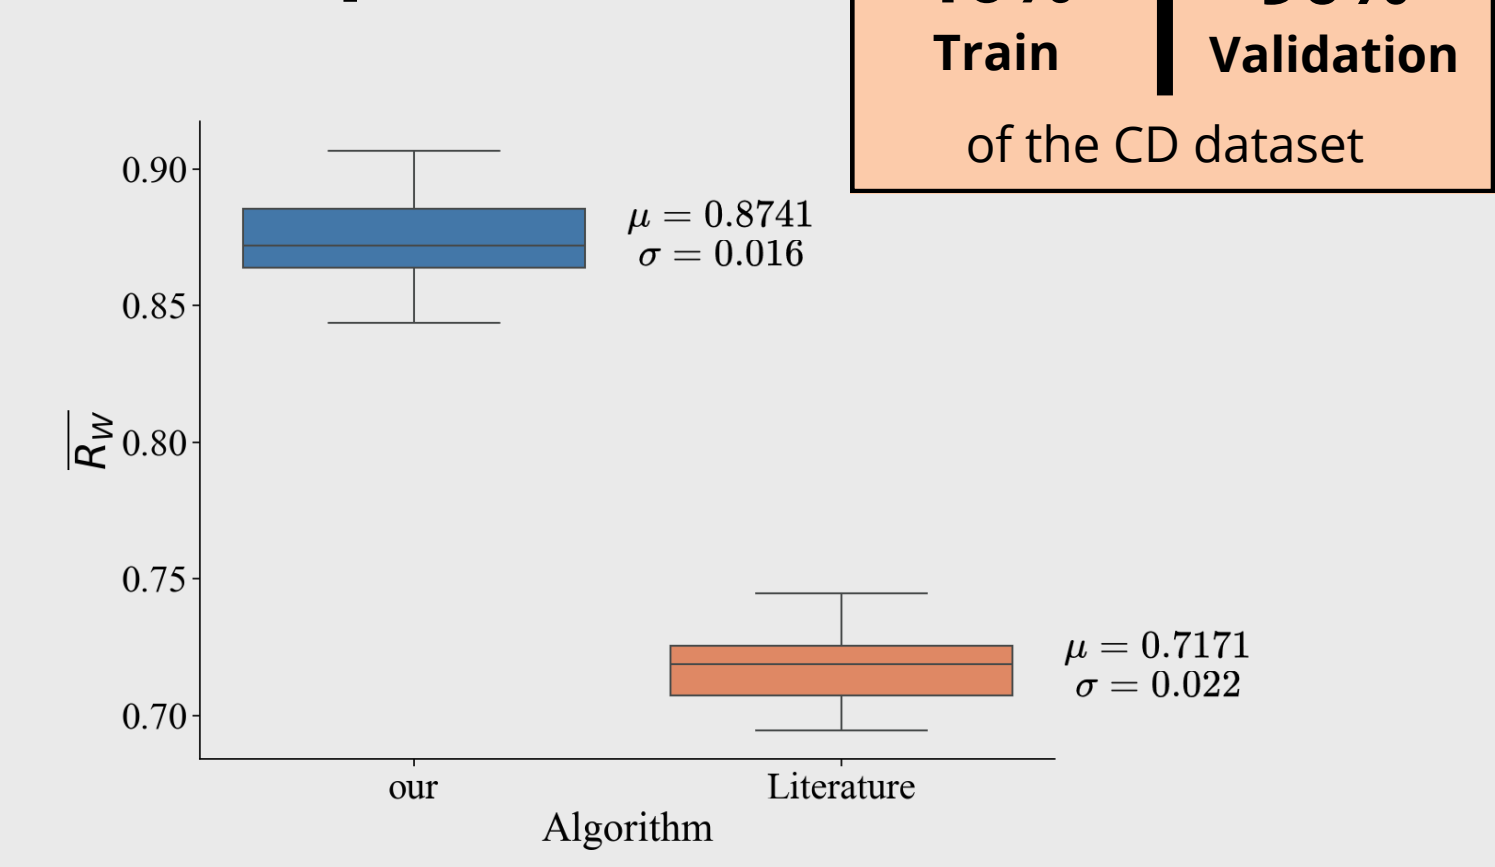 Train
Validation
of the CD dataset
0.90
μ = 0.8741
σ = 0.016
0.85
R_W
0.80
0.75
μ = 0.7171
σ = 0.022
0.70
our
Literature
Algorithm